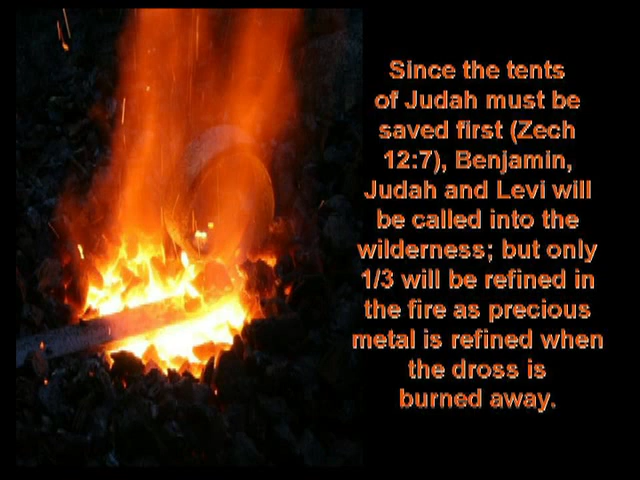 Since the tents
of Judah must be
saved first (Zech
12:7), Benjamin,
Judah and Levi will
be called into the
wilderness; but only
1/3 will be refined in
the fire as precious
metal is refined when
the dross is
burned away.